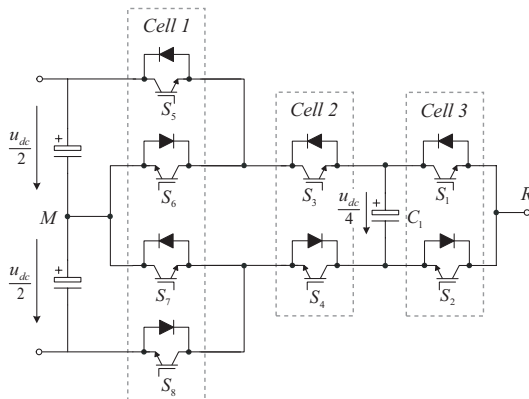 Cell 1
S5
Cell 2
Cell 3
udc/2
+
S6
S3
S1
M
udc/4
+
C1
R
+
udc/2
S7
S4
S2
S8